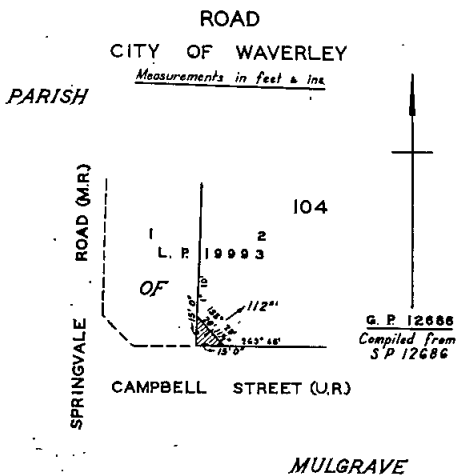 ROAD
CITY OF WAVERLEY
Measurements in feet & ins
PARISH
ROAD (M.R.)
104
1 2
L. P. 19993
OF
112
15' 0"
15' 0"
G. P. 12686
Compiled from
S P 12686
SPRINGVALE
CAMPBELL STREET (U.R.)
MULGRAVE